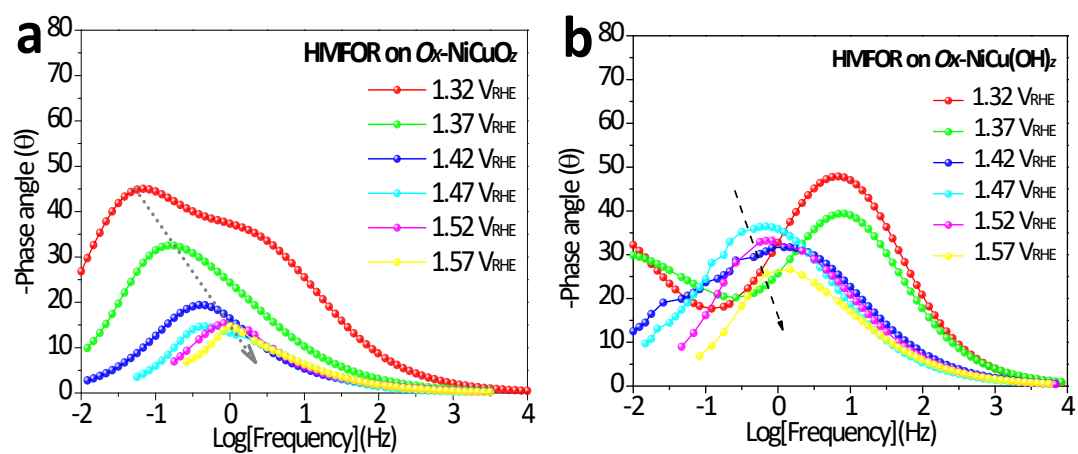 a
HMFOR on Ox-NiCuOz
1.32 VRHE
1.37 VRHE
1.42 VRHE
1.47 VRHE
1.52 VRHE
1.57 VRHE
-Phase angle (θ)
80
70
60
50
40
30
20
10
0
-2 -1 0 1 2 3 4
Log[Frequency](Hz)
b
HMFOR on Ox-NiCu(OH)z
1.32 VRHE
1.37 VRHE
1.42 VRHE
1.47 VRHE
1.52 VRHE
1.57 VRHE
-Phase angle (θ)
80
70
60
50
40
30
20
10
0
-2 -1 0 1 2 3 4
Log[Frequency](Hz)